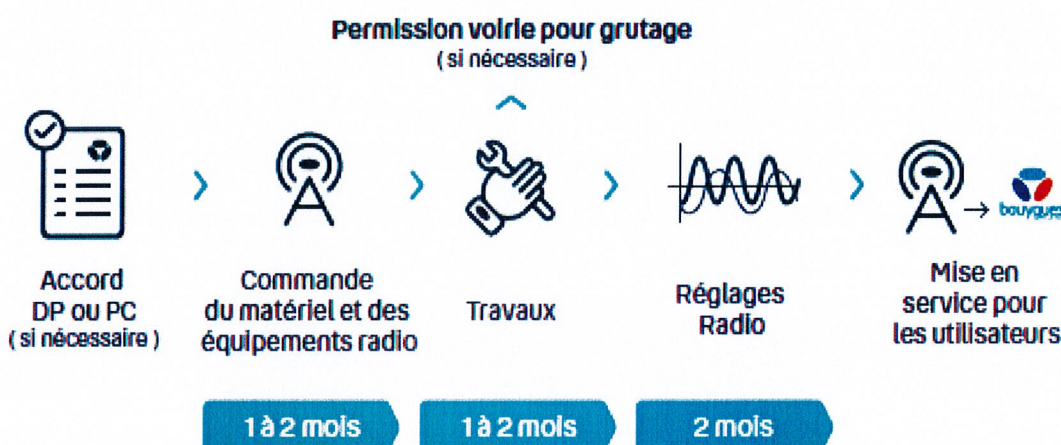 Permission voirie pour grutage
( si nécessaire )
bouygues
Accord
DP ou PC
( si nécessaire )
Commande
du matériel et des
équipements radio
Travaux
Réglages
Radio
Mise en
service pour
les utilisateurs
1 à 2 mois
1 à 2 mois
2 mois